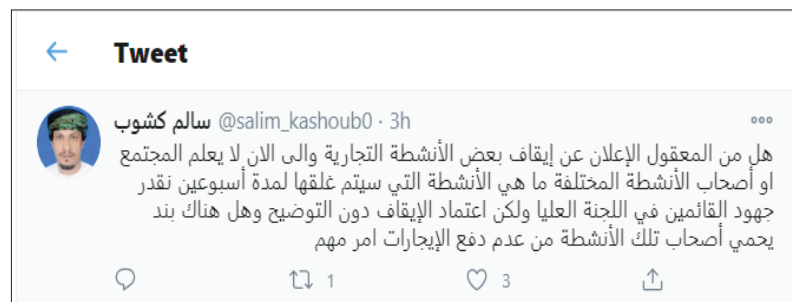 Tweet
سالم كشوب @salim_kashoub0 · 3h
هل من المعقول الإعلان عن إيقاف بعض الأنشطة التجارية والى الان لا يعلم المجتمع
او أصحاب الأنشطة المختلفة ما هي الأنشطة التي سيتم غلقها لمدة أسبوعين نقدر
جهود القائمين في اللجنة العليا ولكن اعتماد الإيقاف دون التوضيح وهل هناك بند
يحمي أصحاب تلك الأنشطة من عدم دفع الإيجارات امر مهم
1 3